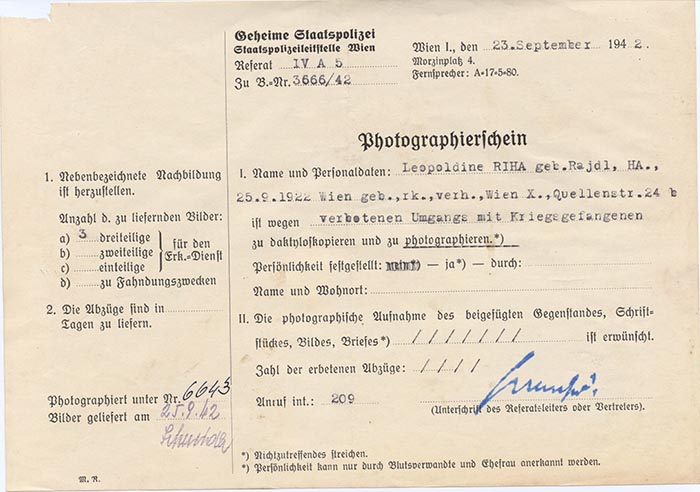 Geheime Staatspolizei
Staatspolizeileitstelle Wien
Referat IV A 5
Zu B.=Nr. 3666/42
Wien I., den 23.September 1942.
Morzinplatz 4.
Fernsprecher: A=17=5=80.
Photographierschein
1. Nebenbezeichnete Nachbildung
ist herzustellen.
Anzahl d. zu liefernden Bilder:
a) 3 dreiteilige
b) zweiteilige
c) einteilige
für den
Erk.=Dienst
d) zu Fahndungszwecken
2. Die Abzüge sind in
Tagen zu liefern.
Photographiert unter Nr. 6643
Bilder geliefert am 25.9.42
M. R.
I. Name und Personaldaten: Leopoldine RIHA geb.Rajdl, HA.,
25.9.1922 Wien geb.,rk.,verh.,Wien X., Quellenstr.24 b
ist wegen verbotenen Umgangs mit Kriegsgefangenen
zu daktyloskopieren und zu photographieren.*)
Persönlichkeit festgestellt: nein*) — ja*) — durch:
Name und Wohnort:
II. Die photographische Aufnahme des beigefügten Gegenstandes, Schrift-
stückes, Bildes, Briefes*) / / / / / / / ist erwünscht.
Zahl der erbetenen Abzüge: / / / /
Anruf int.: 209
(Unterschrift des Referatsleiters oder Vertreters).
*) Nichtzutreffendes streichen.
*) Persönlichkeit kann nur durch Blutsverwandte und Ehefrau anerkannt werden.